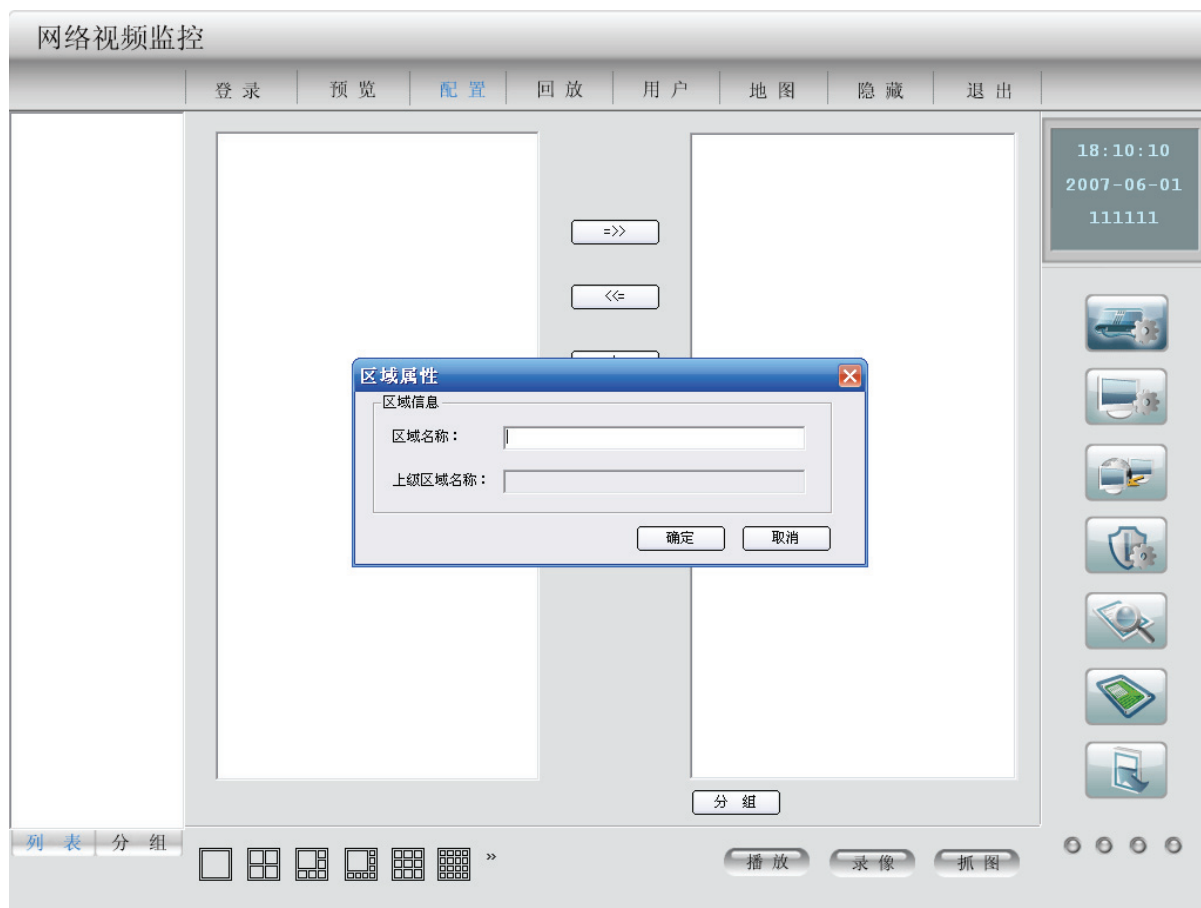 网络视频监控
登录 预览 配置 回放 用户 地图 隐藏 退出
18:10:10
2007-06-01
111111
=>>
<<=
区域属性
区域信息
区域名称：
上级区域名称：
确定 取消
分 组
列 表 分 组
»
播放 录像 抓图